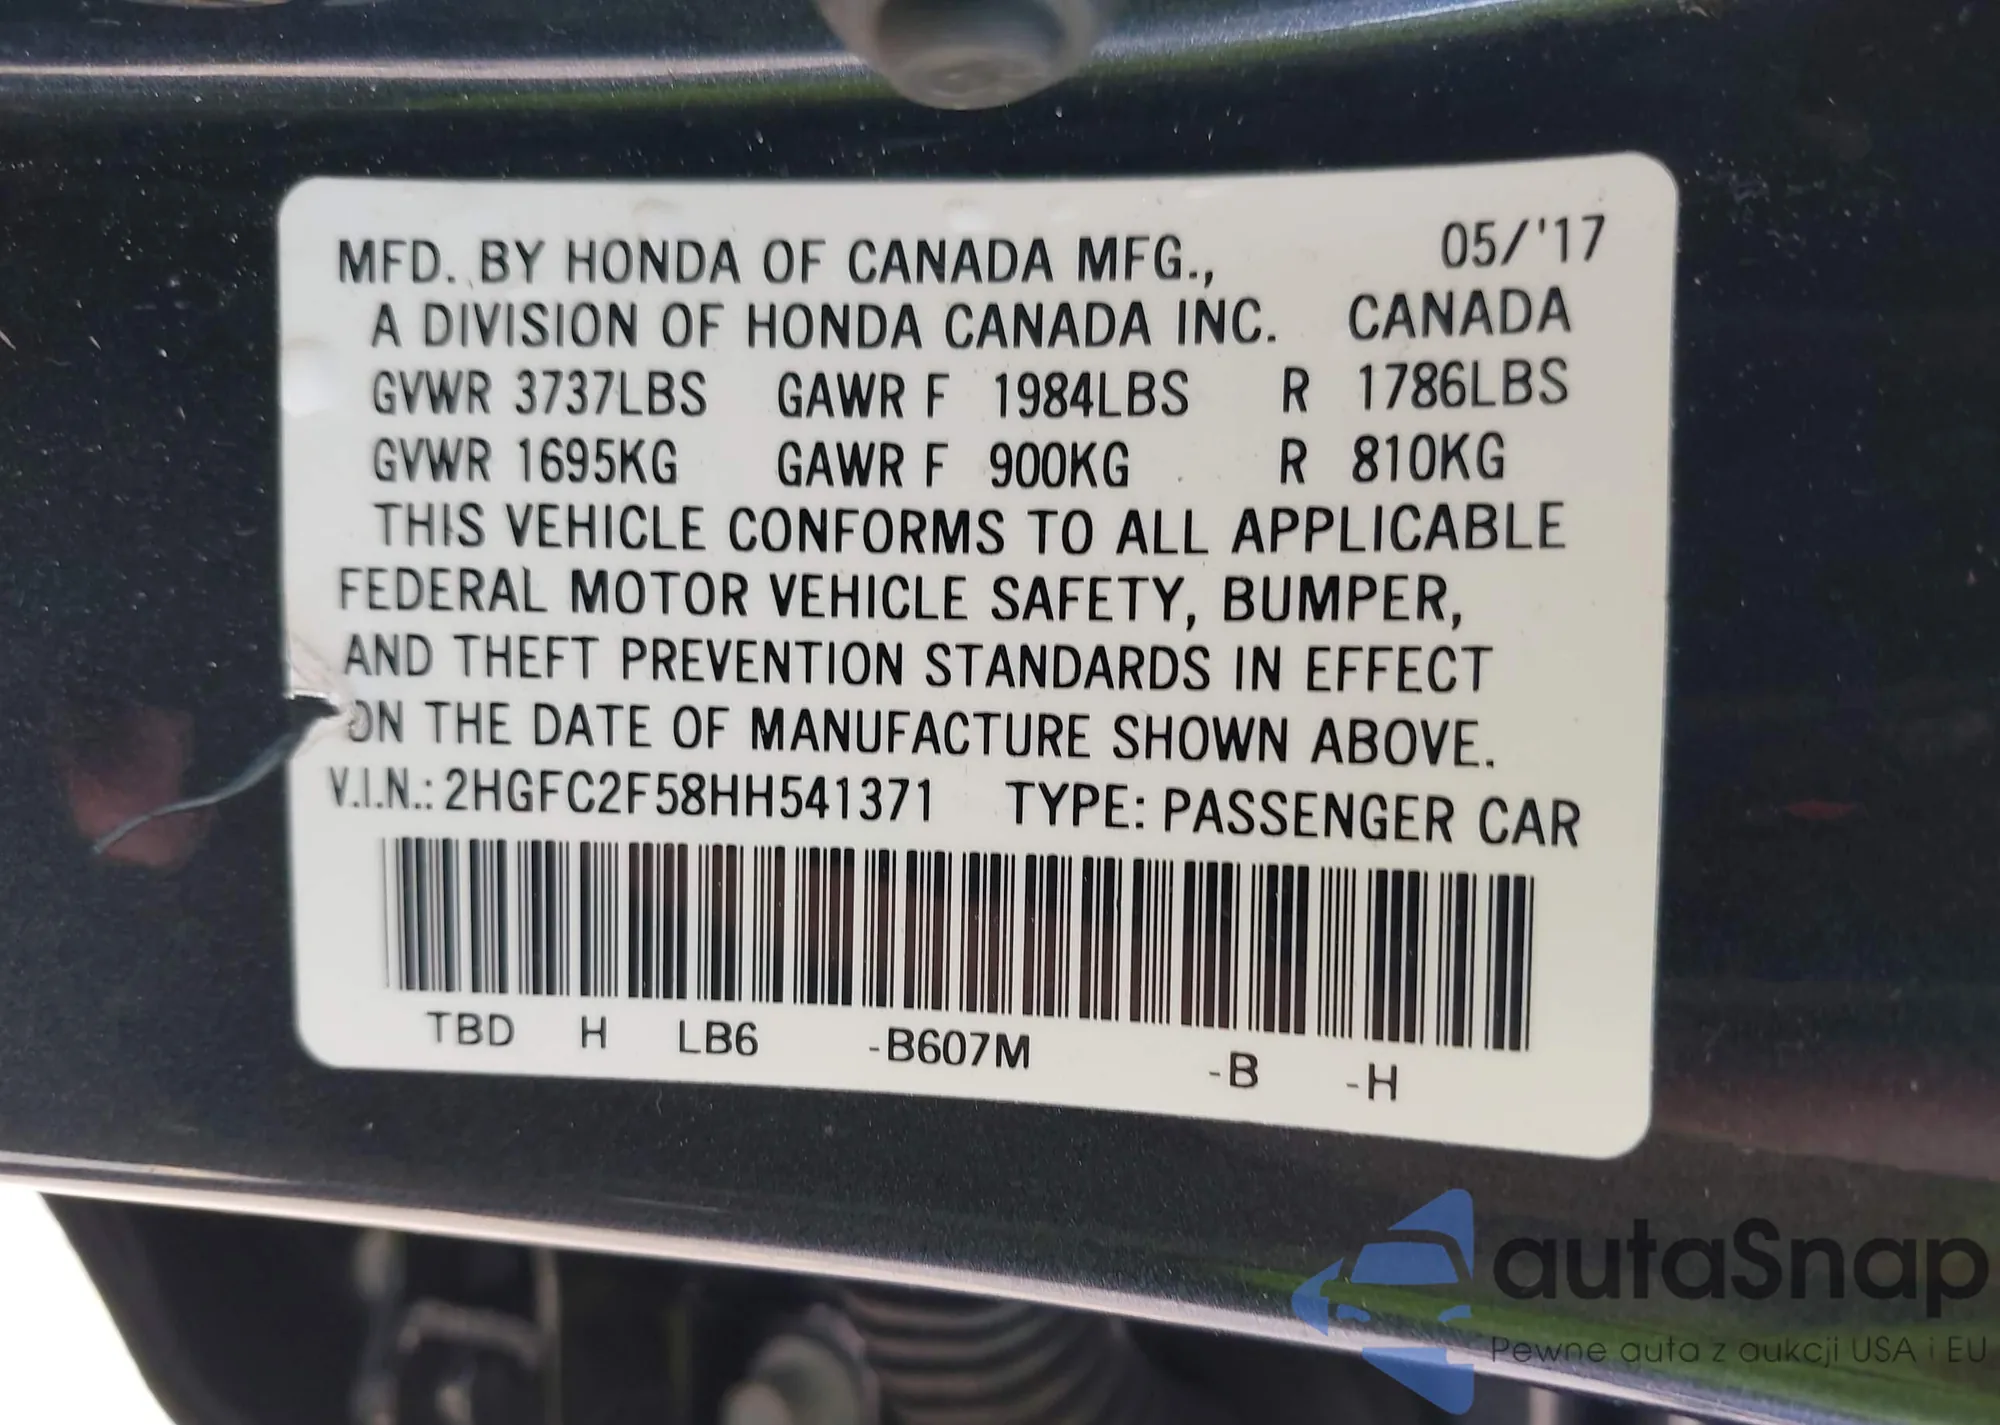 MFD. BY HONDA OF CANADA MFG., 05/'17
A DIVISION OF HONDA CANADA INC. CANADA
GVWR 3737LBS GAWR F 1984LBS R 1786LBS
GVWR 1695KG GAWR F 900KG R 810KG
THIS VEHICLE CONFORMS TO ALL APPLICABLE
FEDERAL MOTOR VEHICLE SAFETY, BUMPER,
AND THEFT PREVENTION STANDARDS IN EFFECT
ON THE DATE OF MANUFACTURE SHOWN ABOVE.
V.I.N.: 2HGFC2F58HH541371 TYPE: PASSENGER CAR
TBD H LB6 -B607M -B -H
autaSnap
Pewne auta z aukcji USA i EU